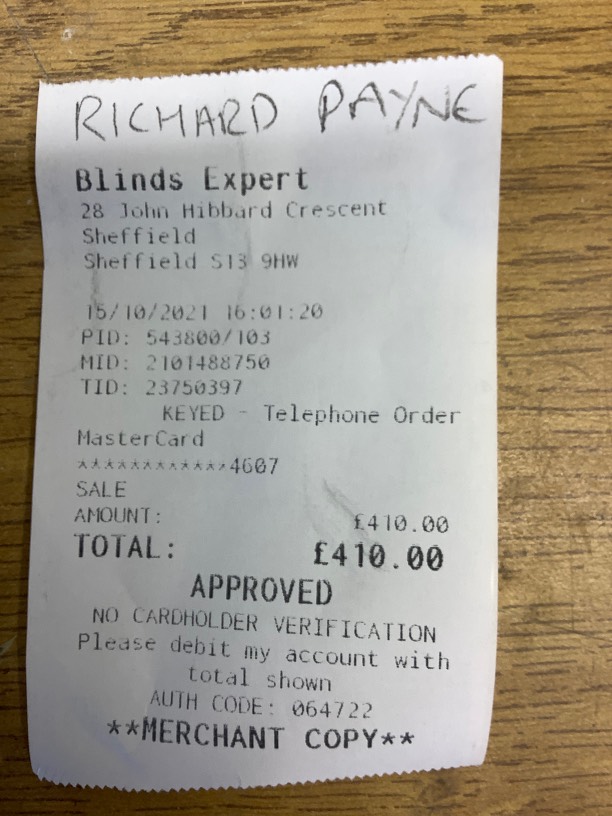 RICHARD PAYNE
Blinds Expert
28 John Hibbard Crescent
Sheffield
Sheffield S13 9HW
15/10/2021 16:01:20
PID: 543800/103
MID: 2101488750
TID: 23750397
KEYED - Telephone Order
MasterCard
************4607
SALE
AMOUNT: £410.00
TOTAL: £410.00
APPROVED
NO CARDHOLDER VERIFICATION
Please debit my account with
total shown
AUTH CODE: 064722
**MERCHANT COPY**